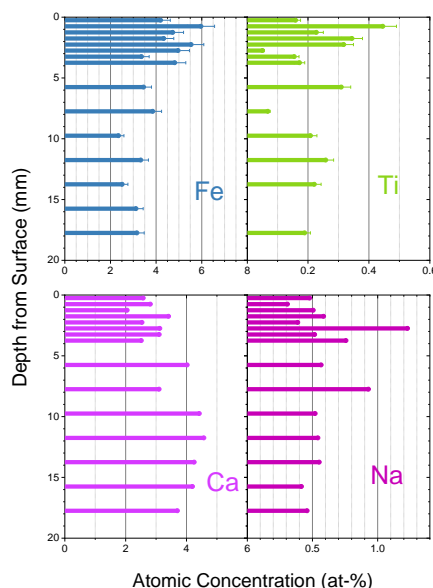 0
5
10
15
20
Fe
Ti
0 2 4 6 8 0.2 0.4 0.6
Depth from Surface (mm)
0
5
10
15
20
Ca
Na
0 2 4 6 0.5 1.0
Atomic Concentration (at-%)